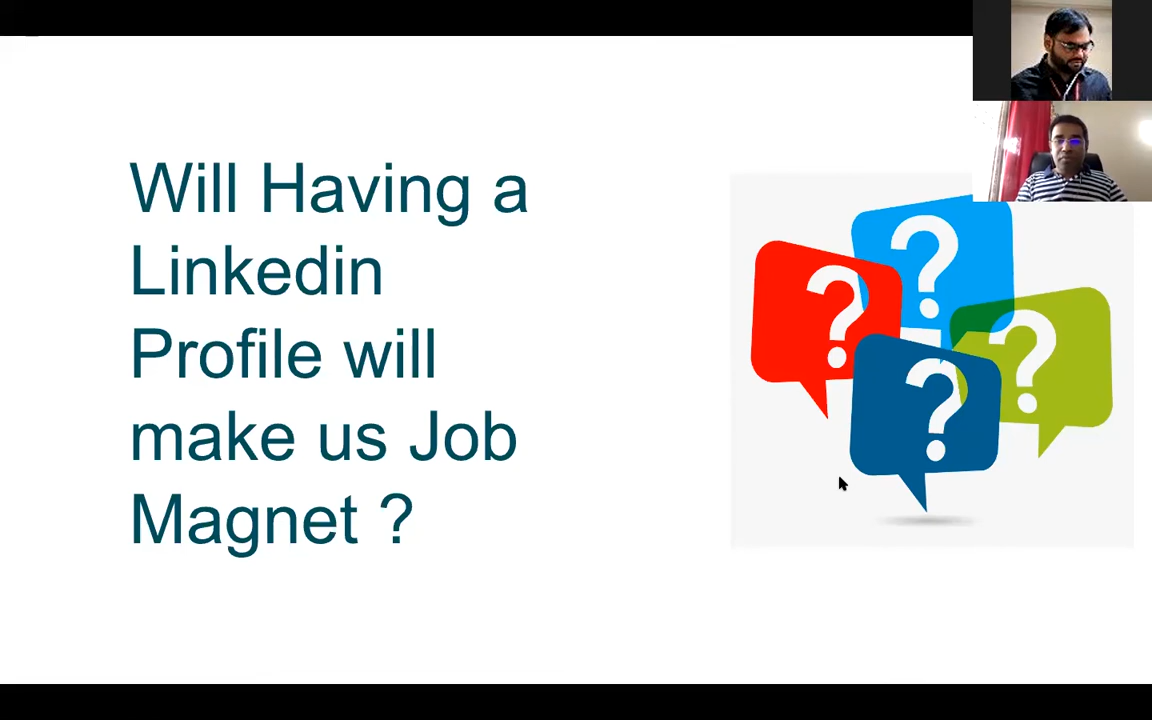 Will Having a
Linkedin
Profile will
make us Job
Magnet ?
? 
?
?
?